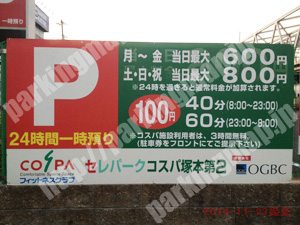 P
24時間一時預り
月～金 当日最大 600円
土・日・祝 当日最大 800円
※24時を過ぎると通常料金が加算されます。
100円 40分(8:00～23:00)
60分(23:00～8:00)
※コスパ施設利用者は、3時間無料。
(駐車券をフロントにてご提示下さい)
COSPA
フィットネスクラブ
セレパークコスパ塚本第2
OGBC